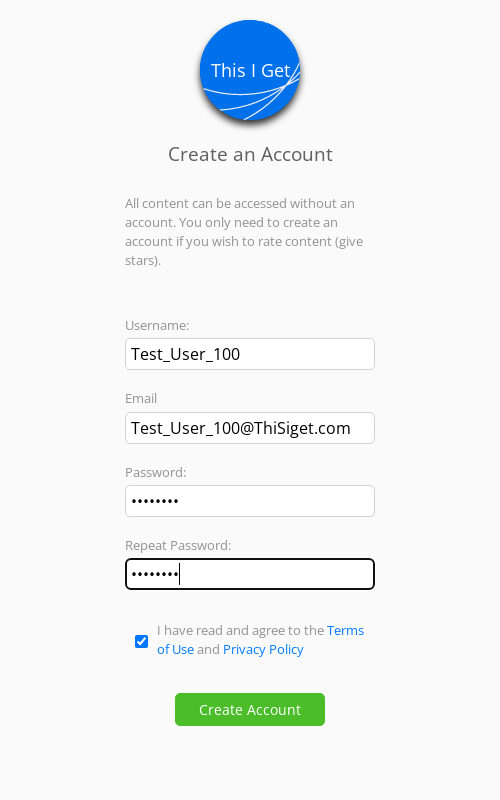 This I Get
Create an Account
All content can be accessed without an
account. You only need to create an
account if you wish to rate content (give
stars).
Username:
Test_User_100
Email
Test_User_100@ThiSiget.com
Password:
••••••••
Repeat Password:
••••••••
I have read and agree to the Terms
of Use and Privacy Policy
Create Account